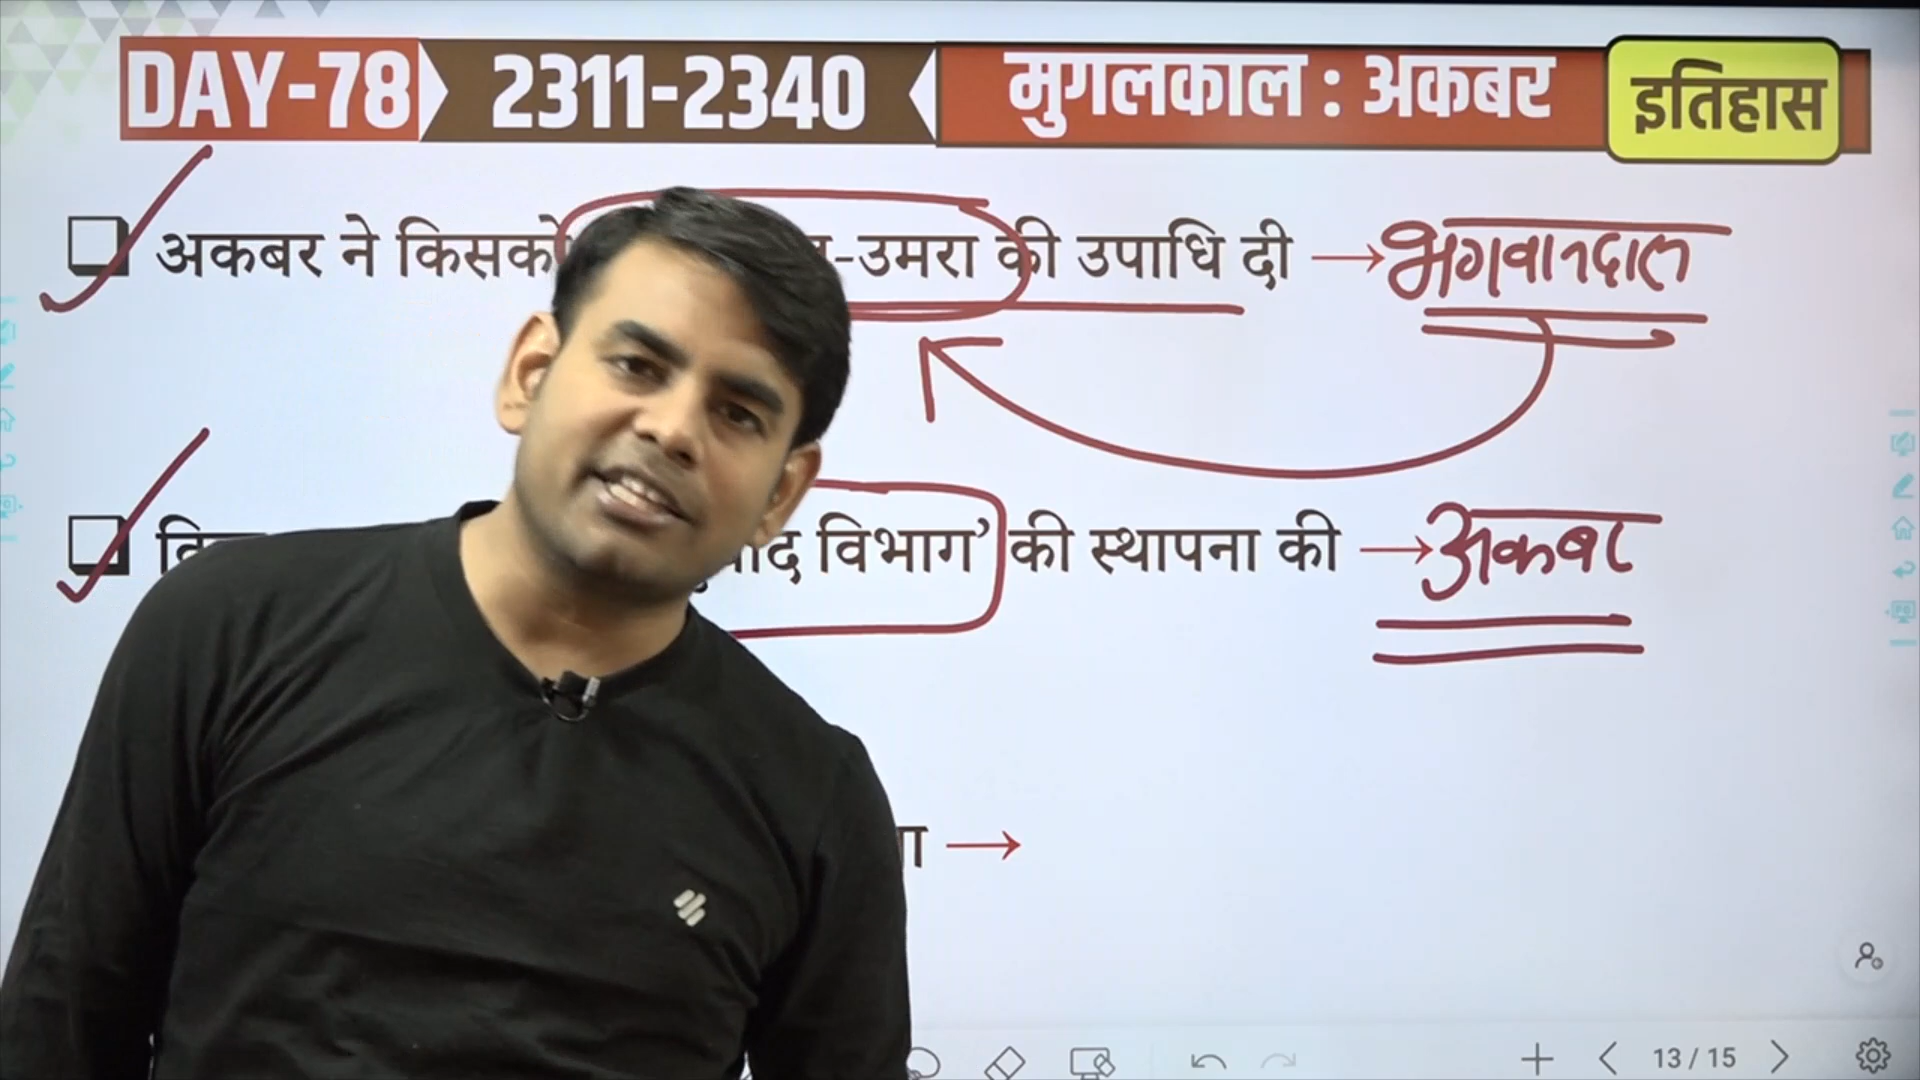 DAY-78 2311-2340 मुगलकाल : अकबर इतिहास
अकबर ने किसको -उमरा की उपाधि दी → भगवानदास
विभाग’ की स्थापना की → अकबर
→
13 / 15